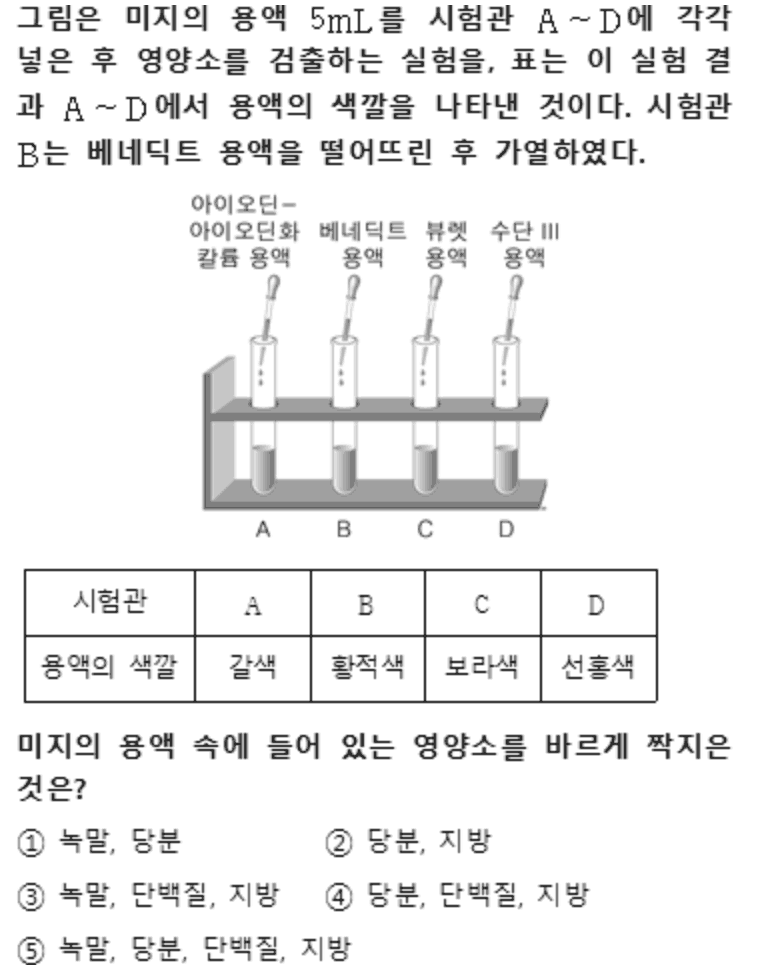 그림은 미지의 용액 5mL를 시험관 A ~ D에 각각
넣은 후 영양소를 검출하는 실험을, 표는 이 실험 결
과 A ~ D에서 용액의 색깔을 나타낸 것이다. 시험관
B는 베네딕트 용액을 떨어뜨린 후 가열하였다.
아이오딘-
아이오딘화 베네딕트 뷰렛 수단 III
칼륨 용액 용액 용액 용액
A B C D
시험관 A B C D
용액의 색깔 갈색 황적색 보라색 선홍색
미지의 용액 속에 들어 있는 영양소를 바르게 짝지은
것은?
① 녹말, 당분 ② 당분, 지방
③ 녹말, 단백질, 지방 ④ 당분, 단백질, 지방
⑤ 녹말, 당분, 단백질, 지방